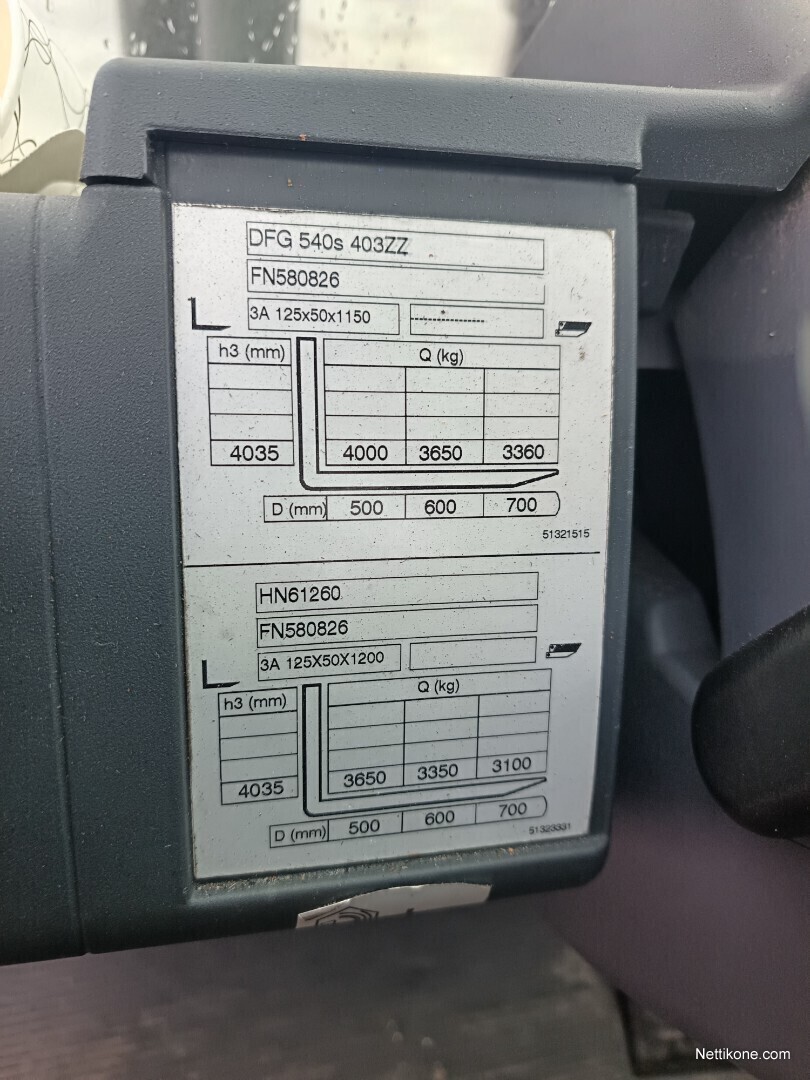 DFG 540s 403ZZ
FN580826
3A 125x50x1150
h3 (mm) Q (kg)
4035 4000 3650 3360
D (mm) 500 600 700
51321515
HN61260
FN580826
3A 125X50X1200
h3 (mm) Q (kg)
4035 3650 3350 3100
D (mm) 500 600 700
51323331
Nettikone.com